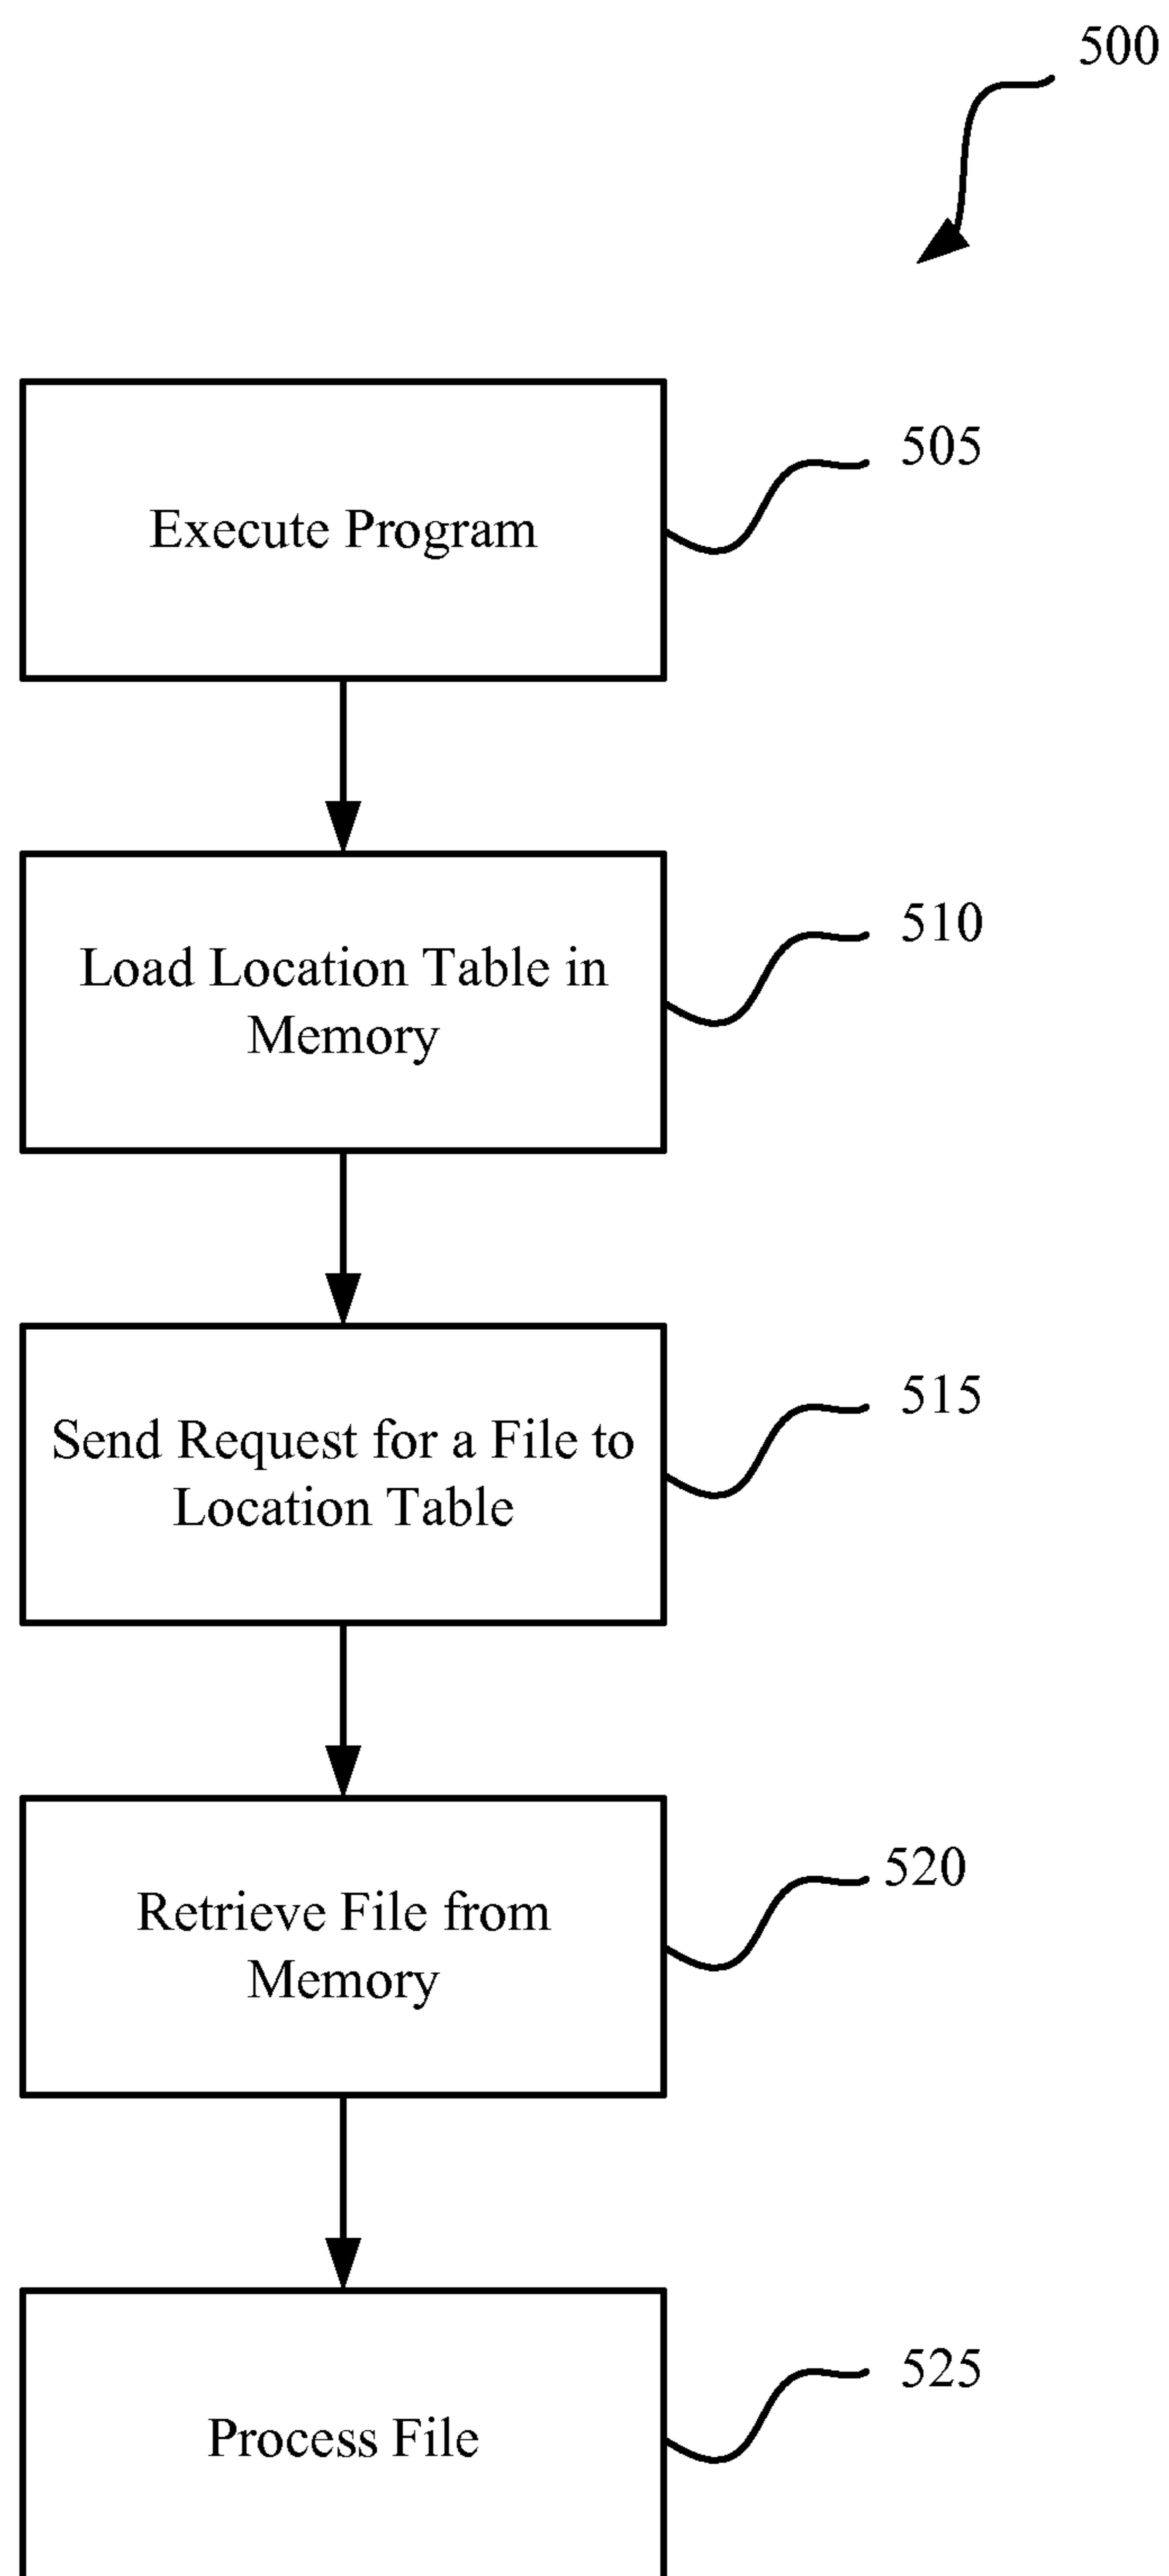 500
Execute Program
505
Load Location Table in
Memory
510
Send Request for a File to
Location Table
515
Retrieve File from
Memory
520
Process File
525